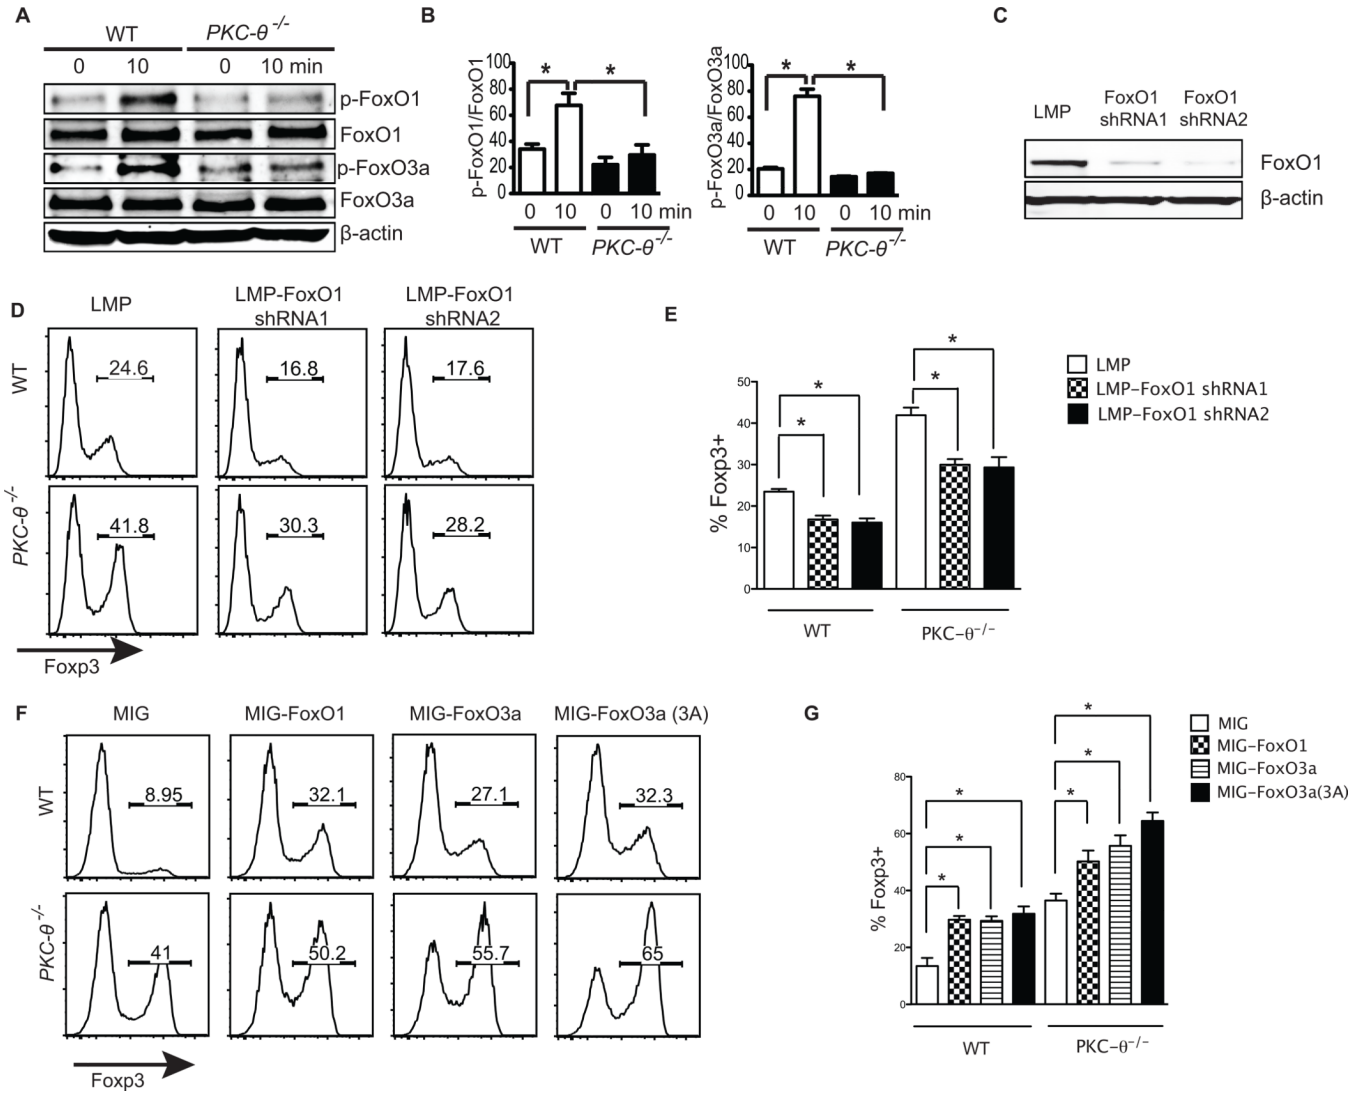 A
WT PKC-θ -/-
0 10 0 10 min
p-FoxO1
FoxO1
p-FoxO3a
FoxO3a
β-actin
B
p-FoxO1/FoxO1
100
80
60
40
20
0
* *
0 10 0 10 min
WT PKC-θ-/-
p-FoxO3a/FoxO3a
100
80
60
40
20
0
* *
0 10 0 10 min
WT PKC-θ-/-
C
LMP FoxO1 FoxO1
shRNA1 shRNA2
FoxO1
β-actin
D
LMP LMP-FoxO1 LMP-FoxO1
shRNA1 shRNA2
WT
24.6 16.8 17.6
PKC-θ -/-
41.8 30.3 28.2
Foxp3
E
% Foxp3+
50
40
30
20
10
0
* * * *
WT PKC-θ-/-
LMP
LMP-FoxO1 shRNA1
LMP-FoxO1 shRNA2
F
MIG MIG-FoxO1 MIG-FoxO3a MIG-FoxO3a (3A)
WT
8.95 32.1 27.1 32.3
PKC-θ -/-
41 50.2 55.7 65
Foxp3
G
% Foxp3+
80
60
40
20
0
* * * * * *
WT PKC-θ-/-
MIG
MIG-FoxO1
MIG-FoxO3a
MIG-FoxO3a(3A)